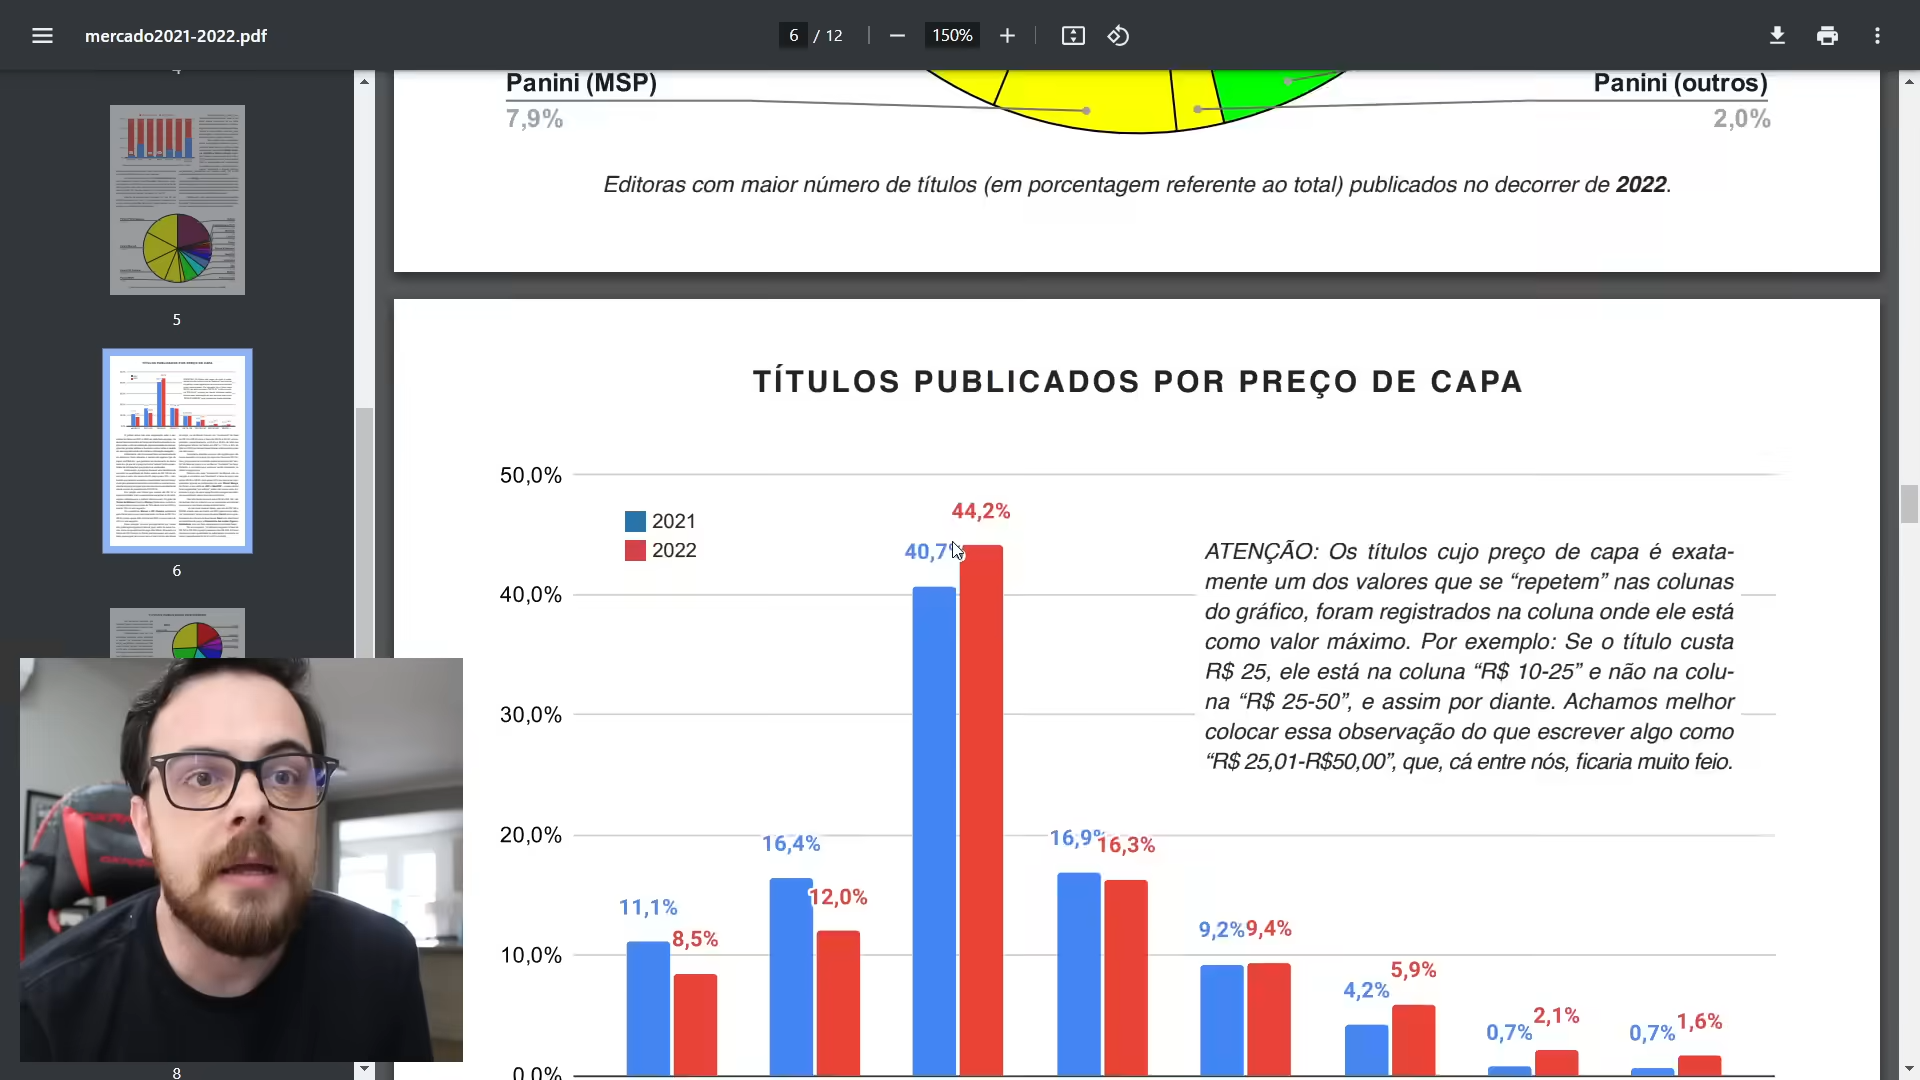 mercado2021-2022.pdf
6 / 12
150%
4
5
6
8
Panini (MSP)
7,9%
Panini (outros)
2,0%
Editoras com maior número de títulos (em porcentagem referente ao total) publicados no decorrer de 2022.
TÍTULOS PUBLICADOS POR PREÇO DE CAPA
50,0%
40,0%
30,0%
20,0%
10,0%
0,0%
2021
2022
11,1%
8,5%
16,4%
12,0%
40,7%
44,2%
16,9%
16,3%
9,2%
9,4%
4,2%
5,9%
0,7%
2,1%
0,7%
1,6%
ATENÇÃO: Os títulos cujo preço de capa é exata-
mente um dos valores que se “repetem” nas colunas
do gráfico, foram registrados na coluna onde ele está
como valor máximo. Por exemplo: Se o título custa
R$ 25, ele está na coluna “R$ 10-25” e não na colu-
na “R$ 25-50”, e assim por diante. Achamos melhor
colocar essa observação do que escrever algo como
“R$ 25,01-R$50,00”, que, cá entre nós, ficaria muito feio.